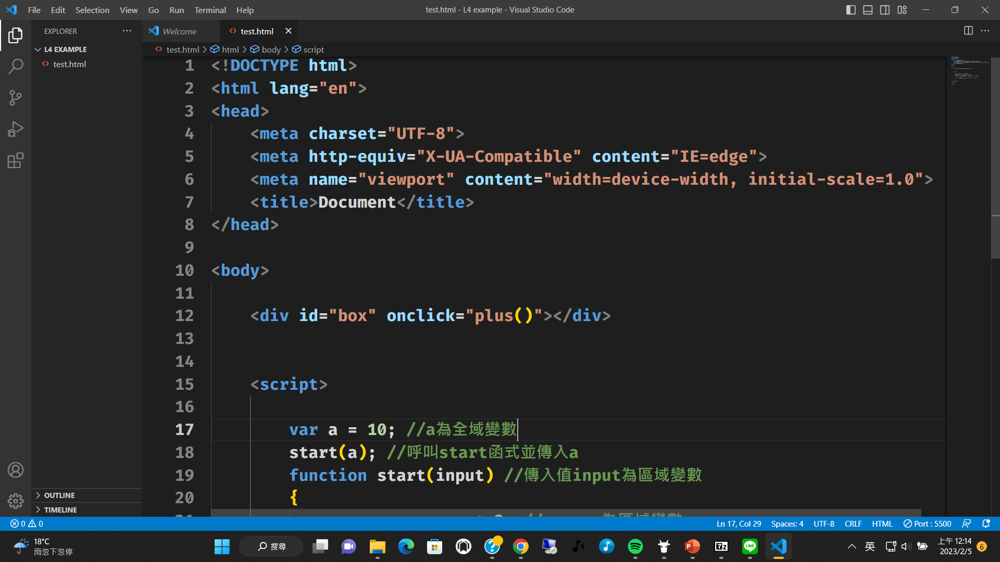 File Edit Selection View Go Run Terminal Help
test.html - L4 example - Visual Studio Code
EXPLORER
L4 EXAMPLE
test.html
OUTLINE
TIMELINE
Welcome
test.html
test.html > html > body > script
1 <!DOCTYPE html>
2 <html lang="en">
3 <head>
4 <meta charset="UTF-8">
5 <meta http-equiv="X-UA-Compatible" content="IE=edge">
6 <meta name="viewport" content="width=device-width, initial-scale=1.0">
7 <title>Document</title>
8 </head>
9
10 <body>
11
12 <div id="box" onclick="plus()"></div>
13
14
15 <script>
16
17 var a = 10; //a為全域變數
18 start(a); //呼叫start函式並傳入a
19 function start(input) //傳入值input為區域變數
20 {
為區域變數
0 0
Ln 17, Col 29 Spaces: 4 UTF-8 CRLF HTML Port : 5500
18°C
雨忽下忽停
搜尋
英
上午 12:14
2023/2/5
6